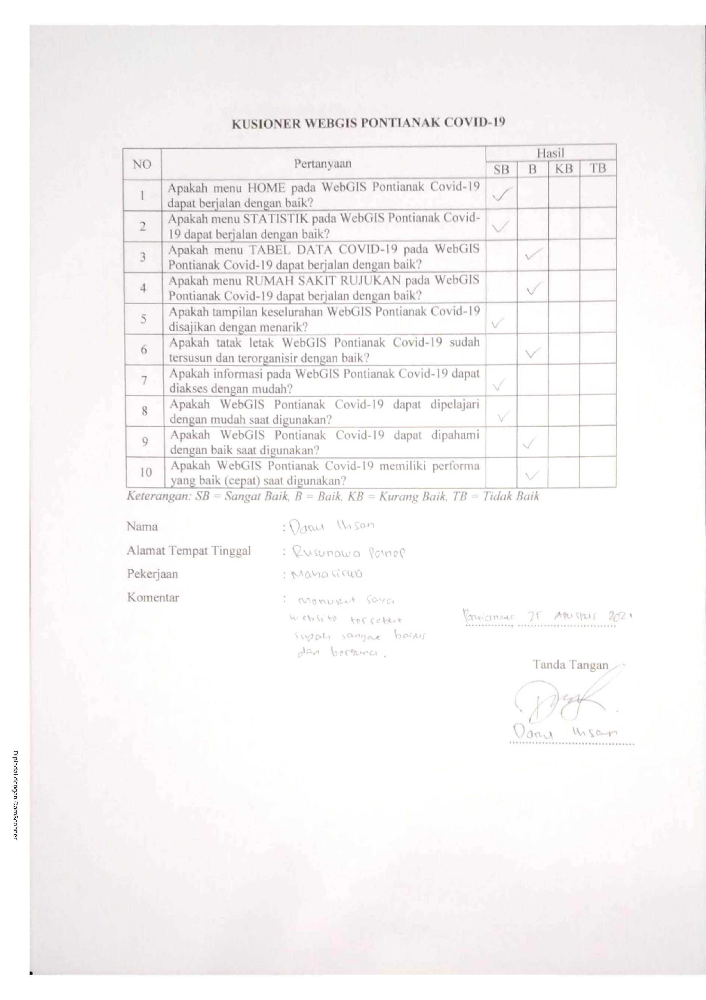 KUSIONER WEBGIS PONTIANAK COVID-19
NO Pertanyaan Hasil
SB B KB TB
1 Apakah menu HOME pada WebGIS Pontianak Covid-19
dapat berjalan dengan baik? ✓
2 Apakah menu STATISTIK pada WebGIS Pontianak Covid-
19 dapat berjalan dengan baik? ✓
3 Apakah menu TABEL DATA COVID-19 pada WebGIS
Pontianak Covid-19 dapat berjalan dengan baik? ✓
4 Apakah menu RUMAH SAKIT RUJUKAN pada WebGIS
Pontianak Covid-19 dapat berjalan dengan baik? ✓
5 Apakah tampilan keselurahan WebGIS Pontianak Covid-19
disajikan dengan menarik? ✓
6 Apakah tatak letak WebGIS Pontianak Covid-19 sudah
tersusun dan terorganisir dengan baik? ✓
7 Apakah informasi pada WebGIS Pontianak Covid-19 dapat
diakses dengan mudah? ✓
8 Apakah WebGIS Pontianak Covid-19 dapat dipelajari
dengan mudah saat digunakan? ✓
9 Apakah WebGIS Pontianak Covid-19 dapat dipahami
dengan baik saat digunakan? ✓
10 Apakah WebGIS Pontianak Covid-19 memiliki performa
yang baik (cepat) saat digunakan? ✓
Keterangan: SB = Sangat Baik, B = Baik, KB = Kurang Baik, TB = Tidak Baik
Nama : Darul Ihsan
Alamat Tempat Tinggal : Rusunawa Polnep
Pekerjaan : Mahasiswa
Komentar : menurut saya
website tersebut
sudah sangat bagus
dan berguna.
Pontianak, 25 Agustus 2021
Tanda Tangan
Darul Ihsan
Dipindai dengan CamScanner